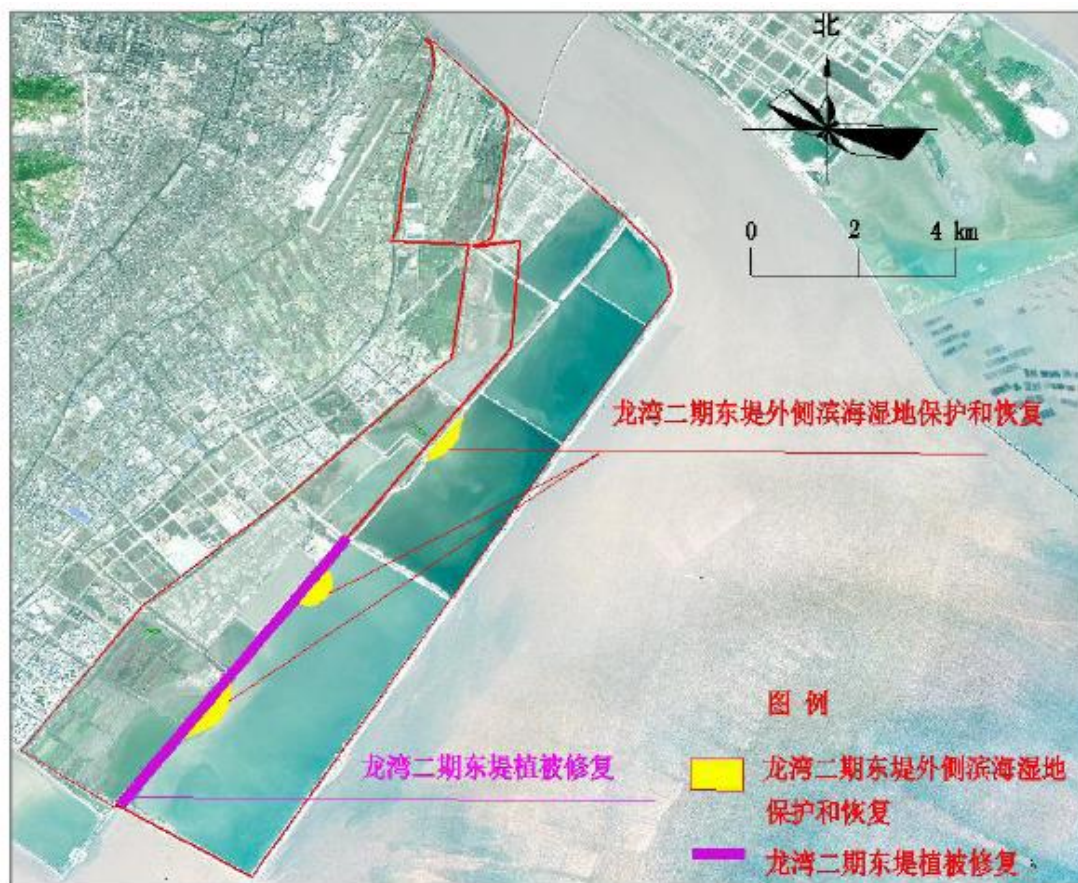 北
0 2 4 km
龙湾二期东堤外侧滨海湿地保护和恢复
龙湾二期东堤植被修复
图 例
龙湾二期东堤外侧滨海湿地
保护和恢复
龙湾二期东堤植被修复